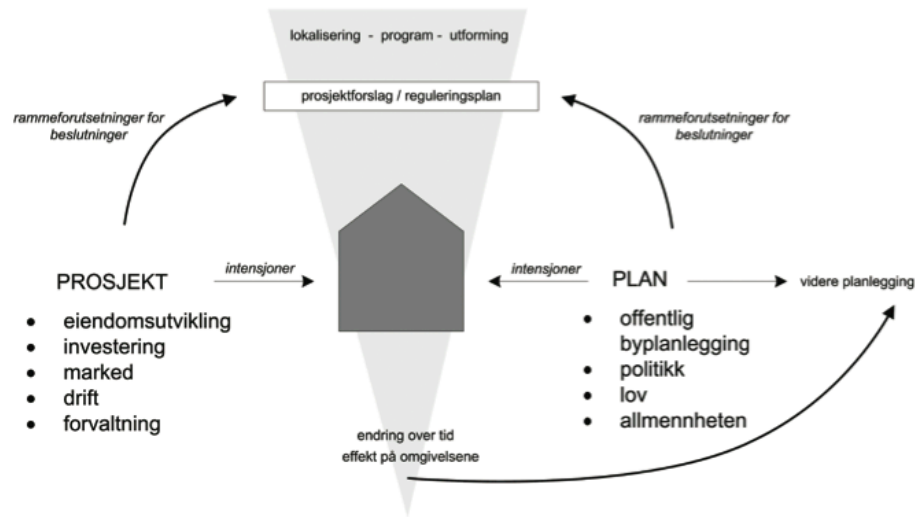 lokalisering - program - utforming
prosjektforslag / reguleringsplan
rammeforutsetninger for
beslutninger
rammeforutsetninger for
beslutninger
PROSJEKT
intensjoner
intensjoner
PLAN
videre planlegging
• eiendomsutvikling
• investering
• marked
• drift
• forvaltning
• offentlig
byplanlegging
• politikk
• lov
• allmennheten
endring over tid
effekt på omgivelsene